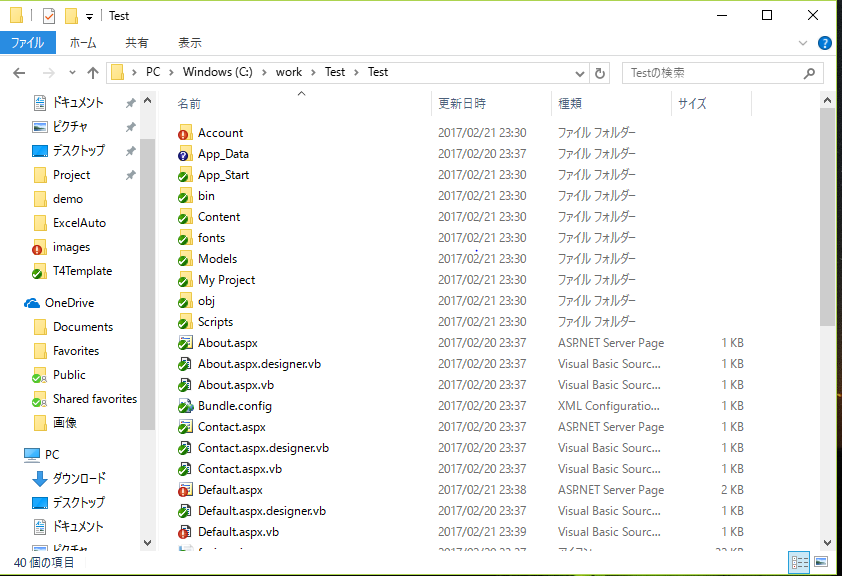 Test
ファイル ホーム 共有 表示
PC Windows (C:) work Test Test Testの検索
ドキュメント
ピクチャ
デスクトップ
Project
demo
ExcelAuto
images
T4Template
OneDrive
Documents
Favorites
Public
Shared favorites
画像
PC
ダウンロード
デスクトップ
ドキュメント
ピクチャ
名前 更新日時 種類 サイズ
Account 2017/02/21 23:30 ファイル フォルダー
App_Data 2017/02/20 23:37 ファイル フォルダー
App_Start 2017/02/21 23:30 ファイル フォルダー
bin 2017/02/21 23:30 ファイル フォルダー
Content 2017/02/21 23:30 ファイル フォルダー
fonts 2017/02/21 23:30 ファイル フォルダー
Models 2017/02/21 23:30 ファイル フォルダー
My Project 2017/02/21 23:30 ファイル フォルダー
obj 2017/02/21 23:30 ファイル フォルダー
Scripts 2017/02/21 23:30 ファイル フォルダー
About.aspx 2017/02/20 23:37 ASP.NET Server Page 1 KB
About.aspx.designer.vb 2017/02/20 23:37 Visual Basic Sourc... 1 KB
About.aspx.vb 2017/02/20 23:37 Visual Basic Sourc... 1 KB
Bundle.config 2017/02/20 23:37 XML Configuratio... 1 KB
Contact.aspx 2017/02/20 23:37 ASP.NET Server Page 1 KB
Contact.aspx.designer.vb 2017/02/20 23:37 Visual Basic Sourc... 1 KB
Contact.aspx.vb 2017/02/20 23:37 Visual Basic Sourc... 1 KB
Default.aspx 2017/02/21 23:38 ASP.NET Server Page 2 KB
Default.aspx.designer.vb 2017/02/20 23:37 Visual Basic Sourc... 1 KB
Default.aspx.vb 2017/02/21 23:39 Visual Basic Sourc... 1 KB
40 個の項目